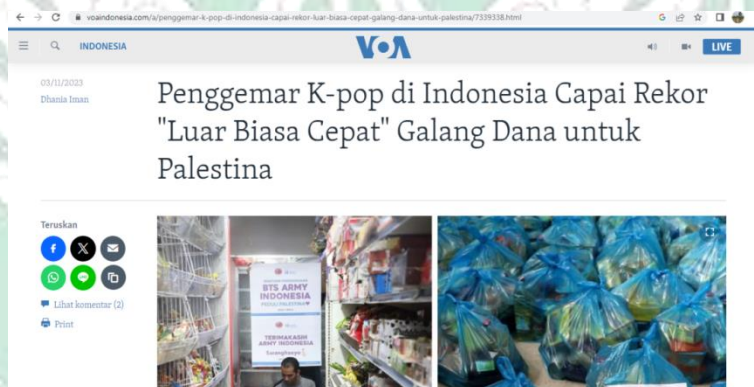 voaindonesia.com/a/penggemar-k-pop-di-indonesia-capai-rekor-luar-biasa-cepat-galang-dana-untuk-palestina/7339338.html
INDONESIA
VOA
LIVE
03/11/2023
Dhania Iman
Penggemar K-pop di Indonesia Capai Rekor
"Luar Biasa Cepat" Galang Dana untuk
Palestina
Teruskan
Lihat komentar (2)
Print
BTS ARMY
INDONESIA
PEDULI PALESTINA
TERIMAKASIH
ARMY INDONESIA